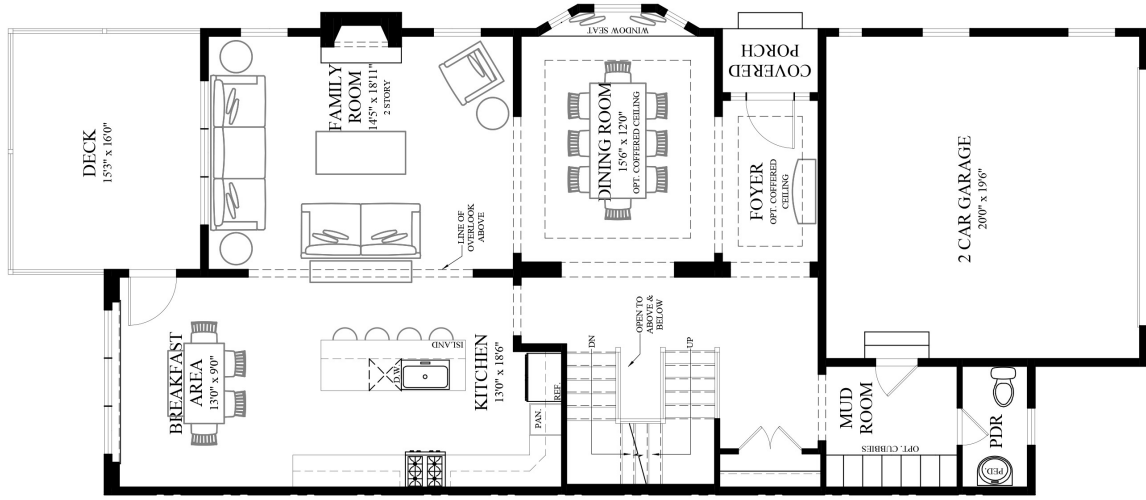 DECK
15'3" x 16'0"
FAMILY
ROOM
14'5" x 18'11"
2 STORY
LINE OF
OVERLOOK
ABOVE
WINDOW SEAT
DINING ROOM
15'6" x 12'0"
OPT. COFFERED CEILING
COVERED
PORCH
FOYER
OPT. COFFERED
CEILING
2 CAR GARAGE
20'0" x 19'6"
BREAKFAST
AREA
13'0" x 9'0"
ISLAND
D.W.
KITCHEN
13'0" x 18'6"
REF.
PAN.
DN
OPEN TO
ABOVE &
BELOW
UP
MUD
ROOM
OPT. CUBBIES
PDR
PED.